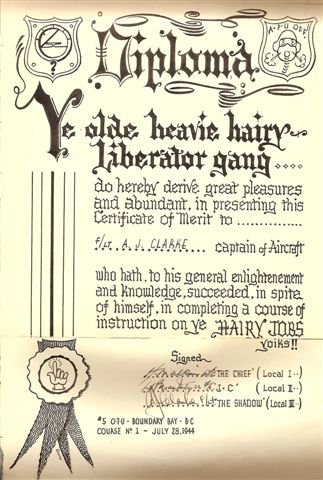 N·F·U Ott.
?
Diploma
Ye olde heavie hairy
Liberator gang ....
do hereby derive great pleasures
and abundant, in presenting this
Certificate of Merit to ...............
F/LT A. J. CLARKE captain of Aircraft
who hath, to his general enlightenement
and knowledge, succeeded, in spite
of himself, in completing a course of
instruction on ye HAIRY JOBS
Yoiks!!
Signed
"THE CHIEF" (Local I··)
J·C" (Local II··)
"THE SHADOW" (Local III··)
#5 O·T·U - BOUNDARY BAY - B·C
COURSE Nº 1 - JULY 28, 1944